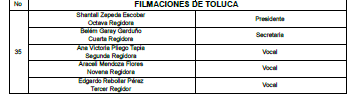 No FILMACIONES DE TOLUCA
Shantall Zepeda Escobar
Octava Regidora
Presidente
Belém Garay Garduño
Cuarta Regidora
Secretaria
35
Ana Victoria Pliego Tapia
Segunda Regidora
Vocal
Araceli Mendoza Flores
Novena Regidora
Vocal
Edgardo Rebollar Pérez
Tercer Regidor
Vocal